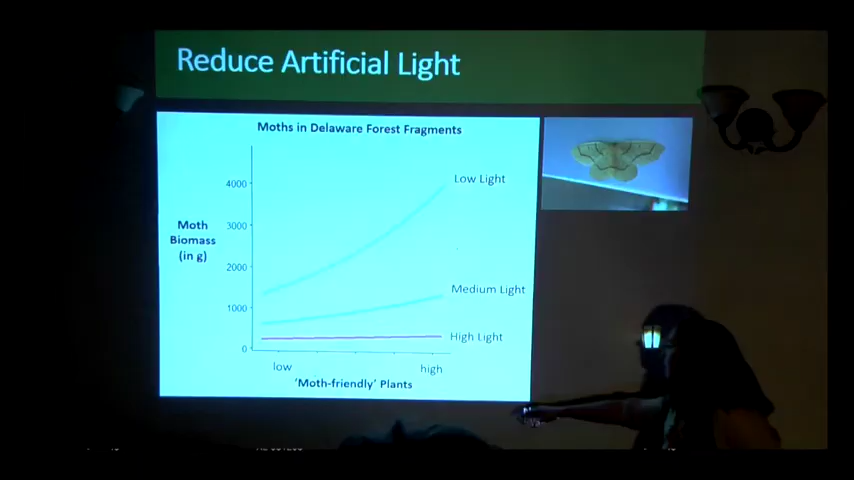 Reduce Artificial Light
Moths in Delaware Forest Fragments
Low Light
4000
Moth
Biomass
(in g)
3000
2000
Medium Light
1000
High Light
0
low
high
'Moth-friendly' Plants